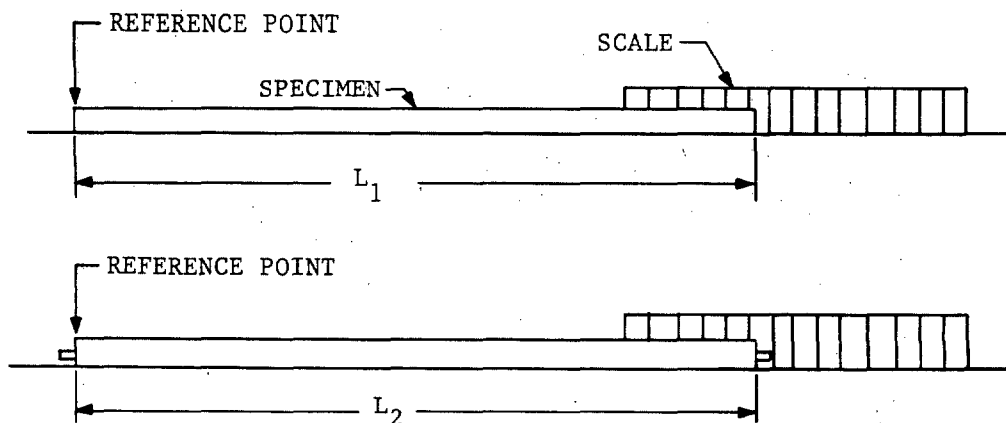 REFERENCE POINT
SCALE
SPECIMEN
L1
REFERENCE POINT
L2